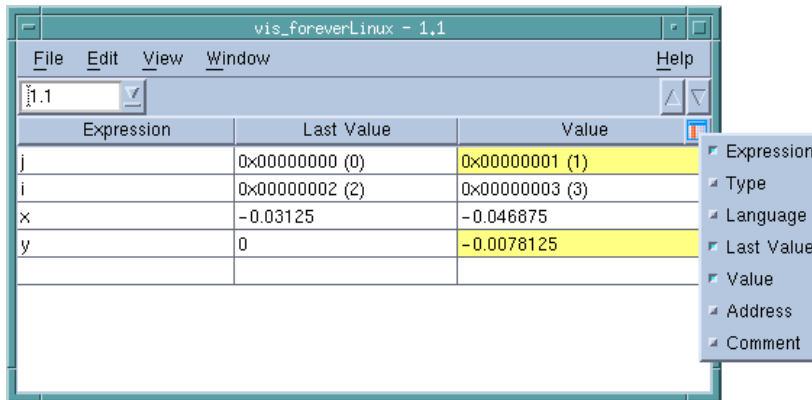 vis_foreverLinux - 1.1
File Edit View Window Help
1.1
Expression Last Value Value
j 0x00000000 (0) 0x00000001 (1)
i 0x00000002 (2) 0x00000003 (3)
x -0.03125 -0.046875
y 0 -0.0078125
Expression
Type
Language
Last Value
Value
Address
Comment